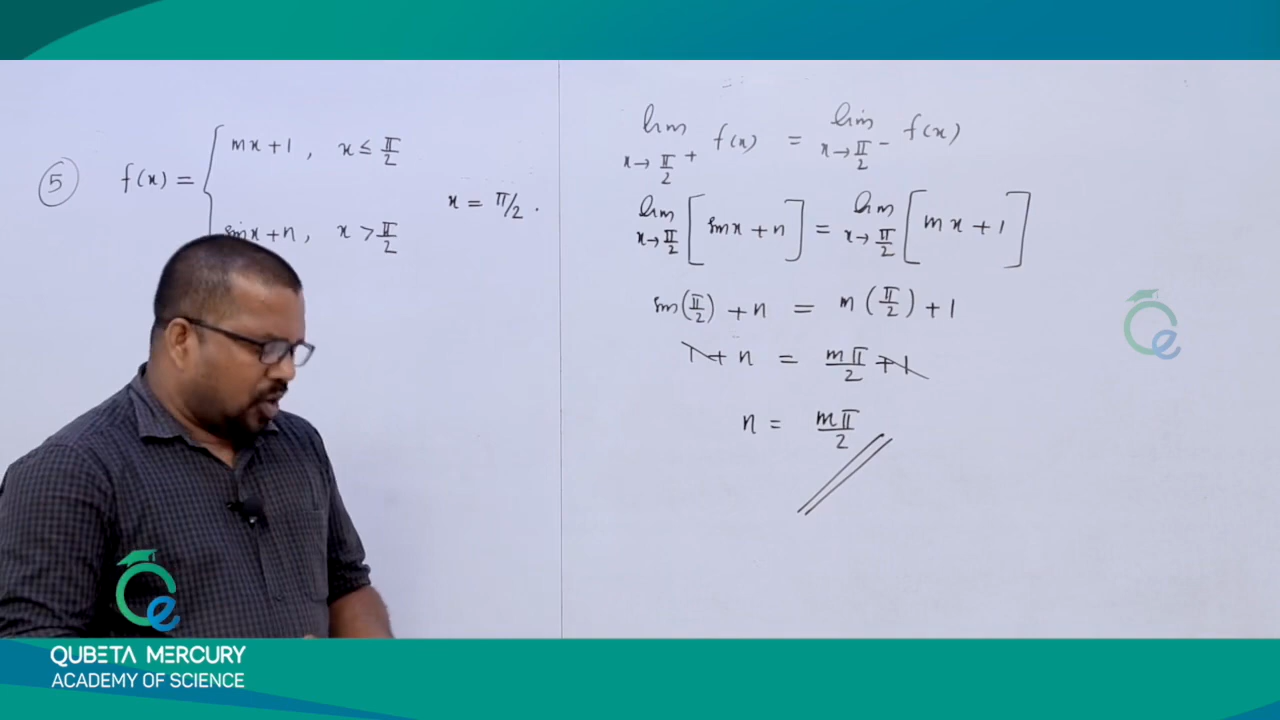 5
f(x) =
mx + 1 , x ≤ π/2
sin x + n , x > π/2
x = π/2 .
lim x→π/2+ f(x) = lim x→π/2- f(x)
lim x→π/2 [sin x + n] = lim x→π/2 [mx + 1]
sin(π/2) + n = m(π/2) + 1
1 + n = mπ/2 + 1
n = mπ/2
QUBETA MERCURY
ACADEMY OF SCIENCE